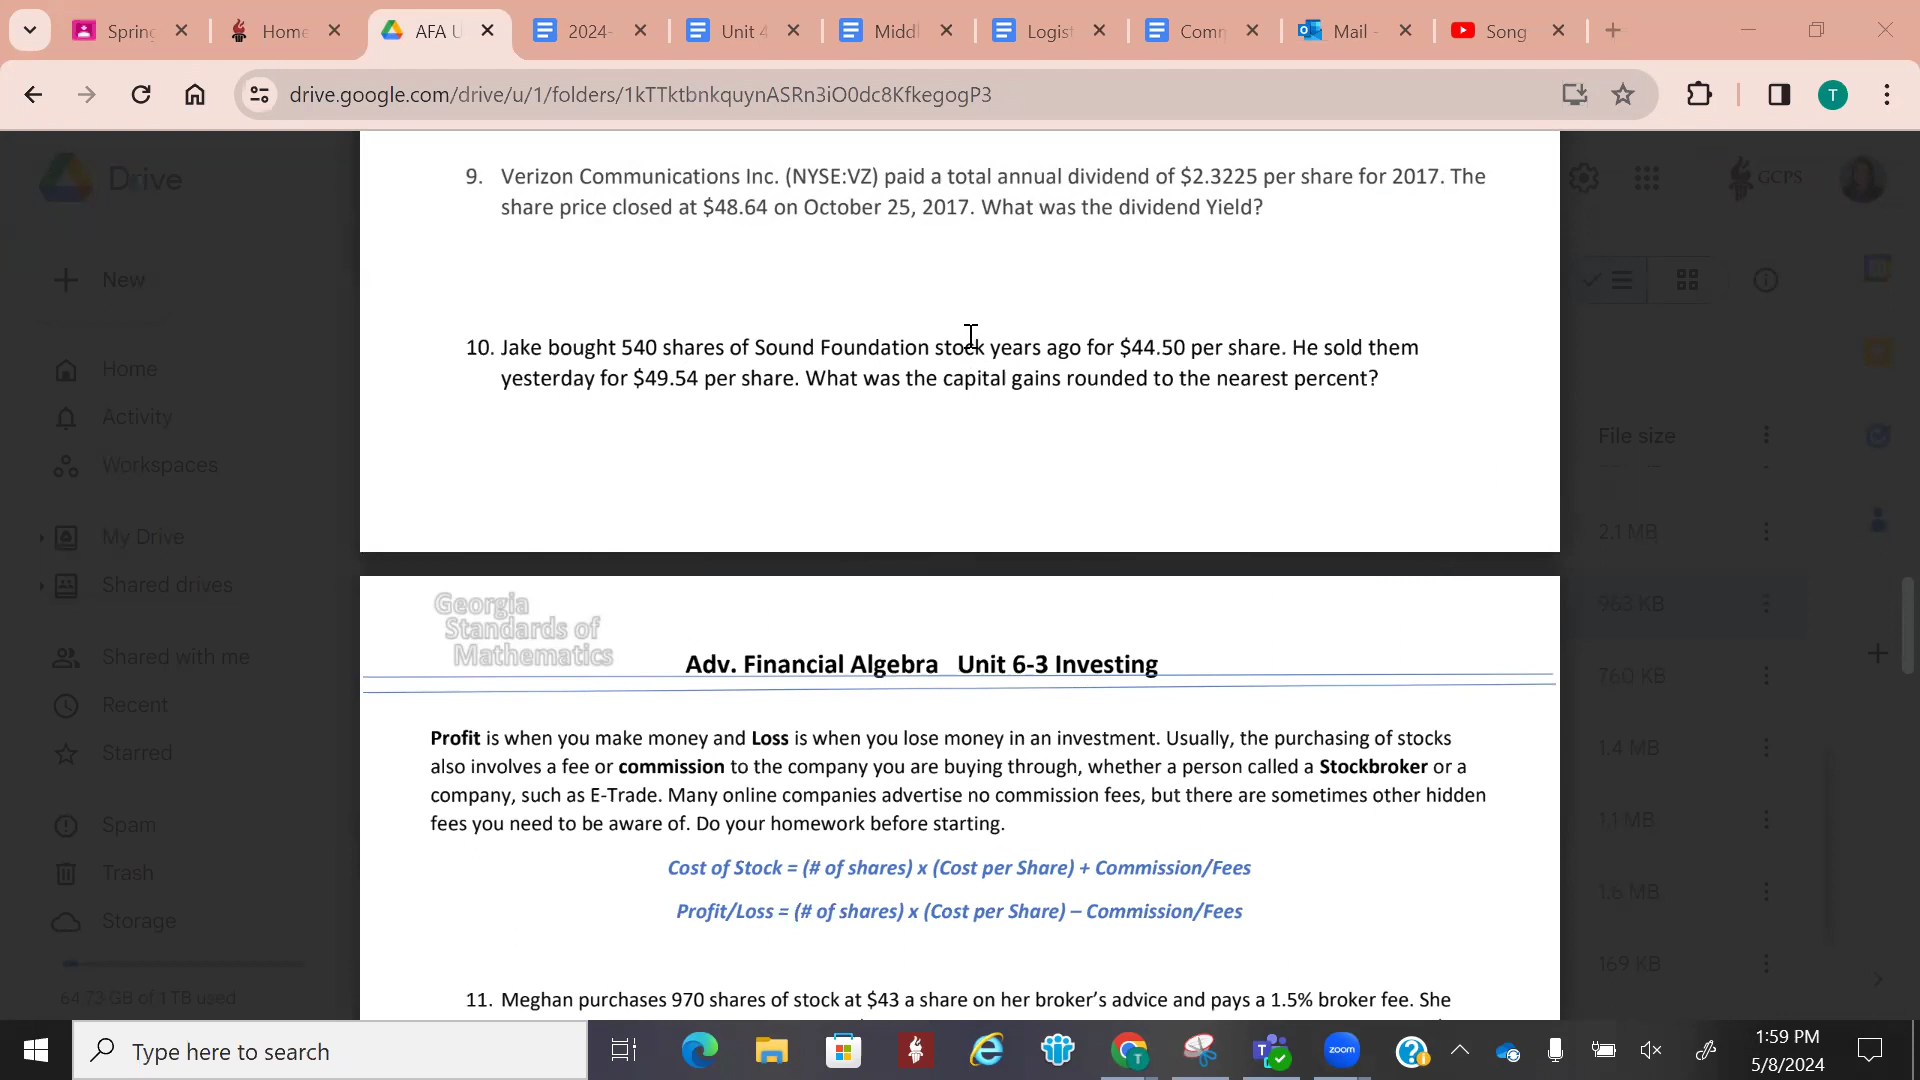 Spring
Home
AFA U
2024-
Unit 4
Middl
Logist
Comm
Mail -
Song
drive.google.com/drive/u/1/folders/1kTTktbnkquynASRn3iO0dc8KfkegogP3
T
Drive
GCPS
New
Home
Activity
Workspaces
My Drive
Shared drives
Shared with me
Recent
Starred
Spam
Trash
Storage
64.73 GB of 1 TB used
9. Verizon Communications Inc. (NYSE:VZ) paid a total annual dividend of $2.3225 per share for 2017. The
share price closed at $48.64 on October 25, 2017. What was the dividend Yield?
10. Jake bought 540 shares of Sound Foundation stock years ago for $44.50 per share. He sold them
yesterday for $49.54 per share. What was the capital gains rounded to the nearest percent?
Georgia
Standards of
Mathematics
Adv. Financial Algebra Unit 6-3 Investing
Profit is when you make money and Loss is when you lose money in an investment. Usually, the purchasing of stocks
also involves a fee or commission to the company you are buying through, whether a person called a Stockbroker or a
company, such as E-Trade. Many online companies advertise no commission fees, but there are sometimes other hidden
fees you need to be aware of. Do your homework before starting.
Cost of Stock = (# of shares) x (Cost per Share) + Commission/Fees
Profit/Loss = (# of shares) x (Cost per Share) – Commission/Fees
11. Meghan purchases 970 shares of stock at $43 a share on her broker's advice and pays a 1.5% broker fee. She
File size
2.1 MB
963 KB
760 KB
1.4 MB
1.1 MB
1.6 MB
169 KB
Type here to search
zoom
1:59 PM
5/8/2024